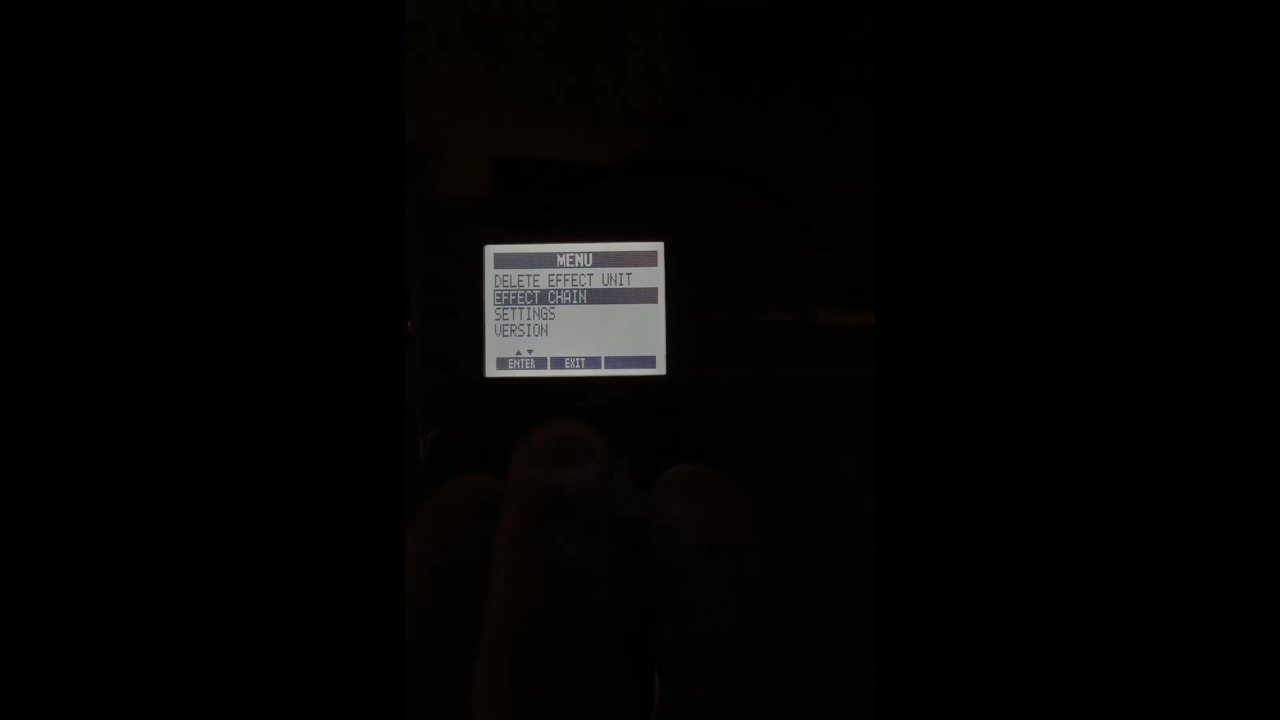 MENU
DELETE EFFECT UNIT
EFFECT CHAIN
SETTINGS
VERSION
▲ ▼
ENTER EXIT